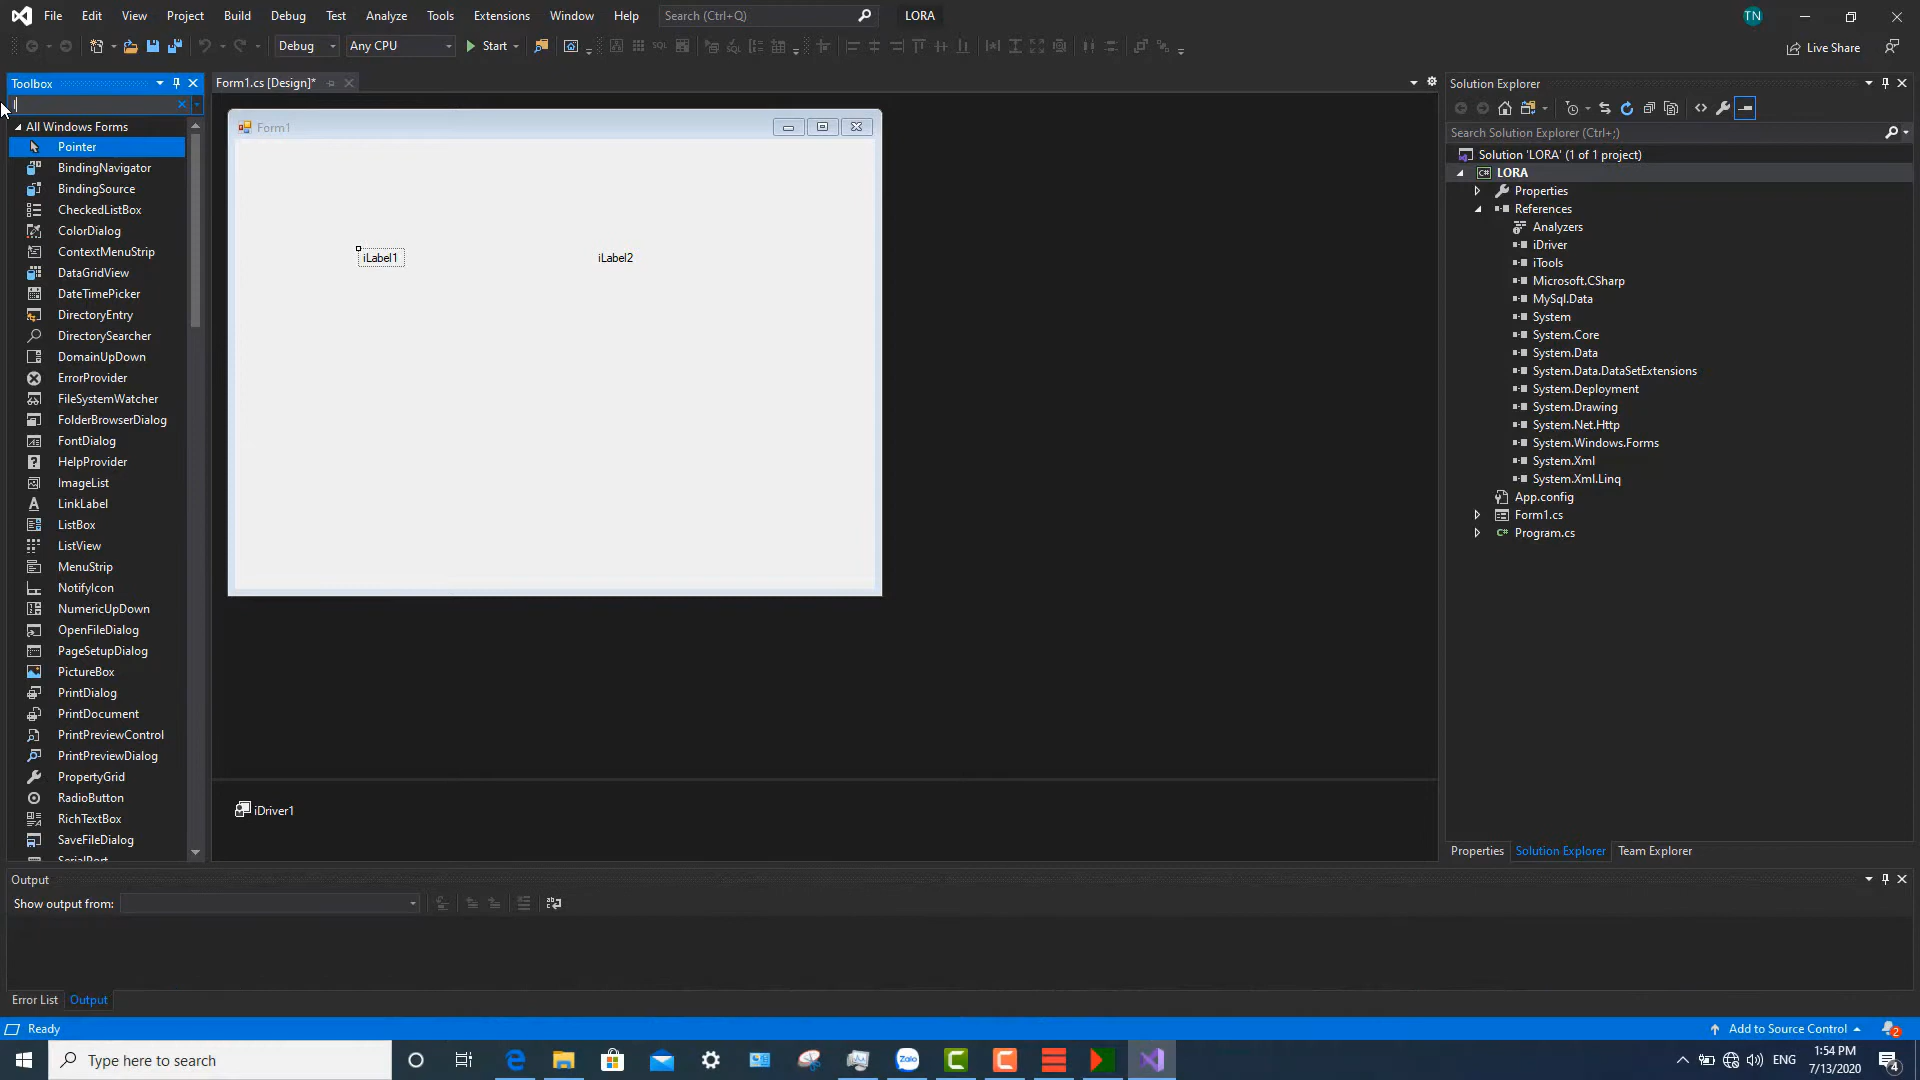 File Edit View Project Build Debug Test Analyze Tools Extensions Window Help Search (Ctrl+Q) LORA TN
Debug Any CPU Start SQL SQL Live Share
Toolbox
Form1.cs [Design]*
Solution Explorer
Search Solution Explorer (Ctrl+;)
All Windows Forms
Pointer
BindingNavigator
BindingSource
CheckedListBox
ColorDialog
ContextMenuStrip
DataGridView
DateTimePicker
DirectoryEntry
DirectorySearcher
DomainUpDown
ErrorProvider
FileSystemWatcher
FolderBrowserDialog
FontDialog
HelpProvider
ImageList
LinkLabel
ListBox
ListView
MenuStrip
NotifyIcon
NumericUpDown
OpenFileDialog
PageSetupDialog
PictureBox
PrintDialog
PrintDocument
PrintPreviewControl
PrintPreviewDialog
PropertyGrid
RadioButton
RichTextBox
SaveFileDialog
SerialPort
Form1
iLabel1 iLabel2
iDriver1
Solution 'LORA' (1 of 1 project)
C# LORA
Properties
References
Analyzers
iDriver
iTools
Microsoft.CSharp
MySql.Data
System
System.Core
System.Data
System.Data.DataSetExtensions
System.Deployment
System.Drawing
System.Net.Http
System.Windows.Forms
System.Xml
System.Xml.Linq
App.config
Form1.cs
C# Program.cs
Properties Solution Explorer Team Explorer
Output
Show output from:
Error List Output
Ready Add to Source Control 2
Type here to search Zalo ENG 1:54 PM
7/13/2020 4